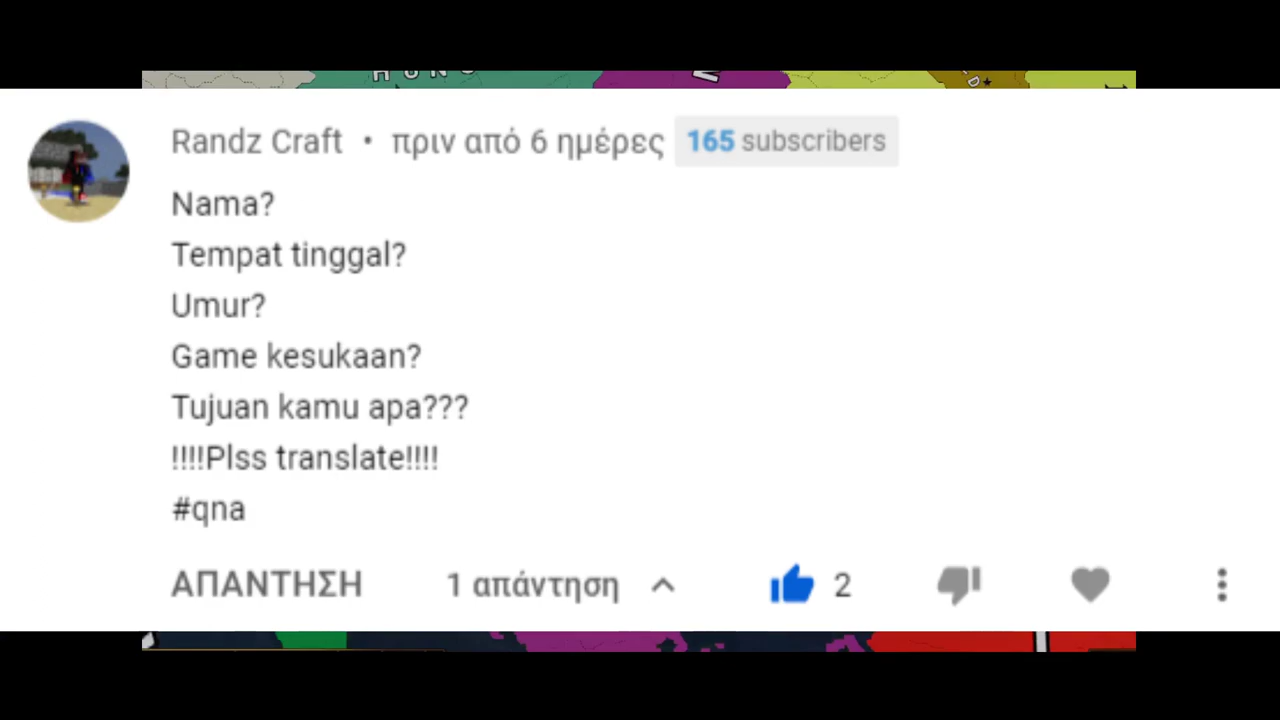 Randz Craft • πριν από 6 ημέρες 165 subscribers
Nama?
Tempat tinggal?
Umur?
Game kesukaan?
Tujuan kamu apa???
!!!!Plss translate!!!!
#qna
ΑΠΑΝΤΗΣΗ 1 απάντηση 2